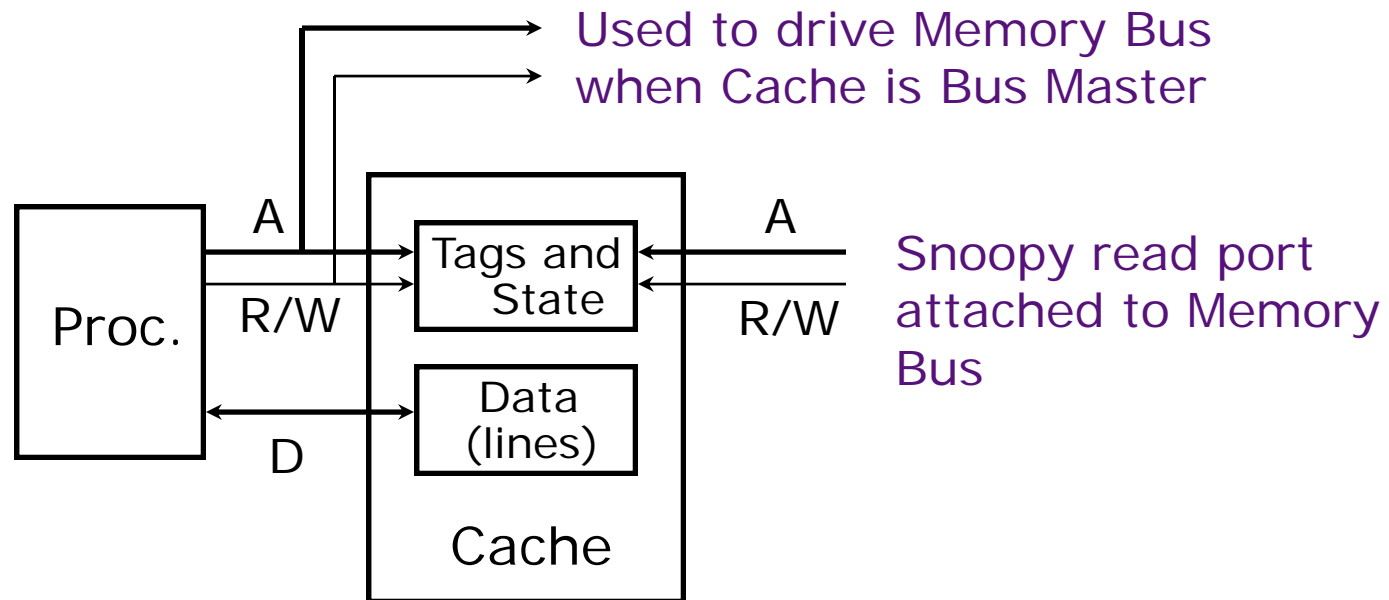 Used to drive Memory Bus
when Cache is Bus Master
A
A
Tags and
State
Snoopy read port
attached to Memory
Bus
R/W
R/W
Proc.
Data
(lines)
D
Cache